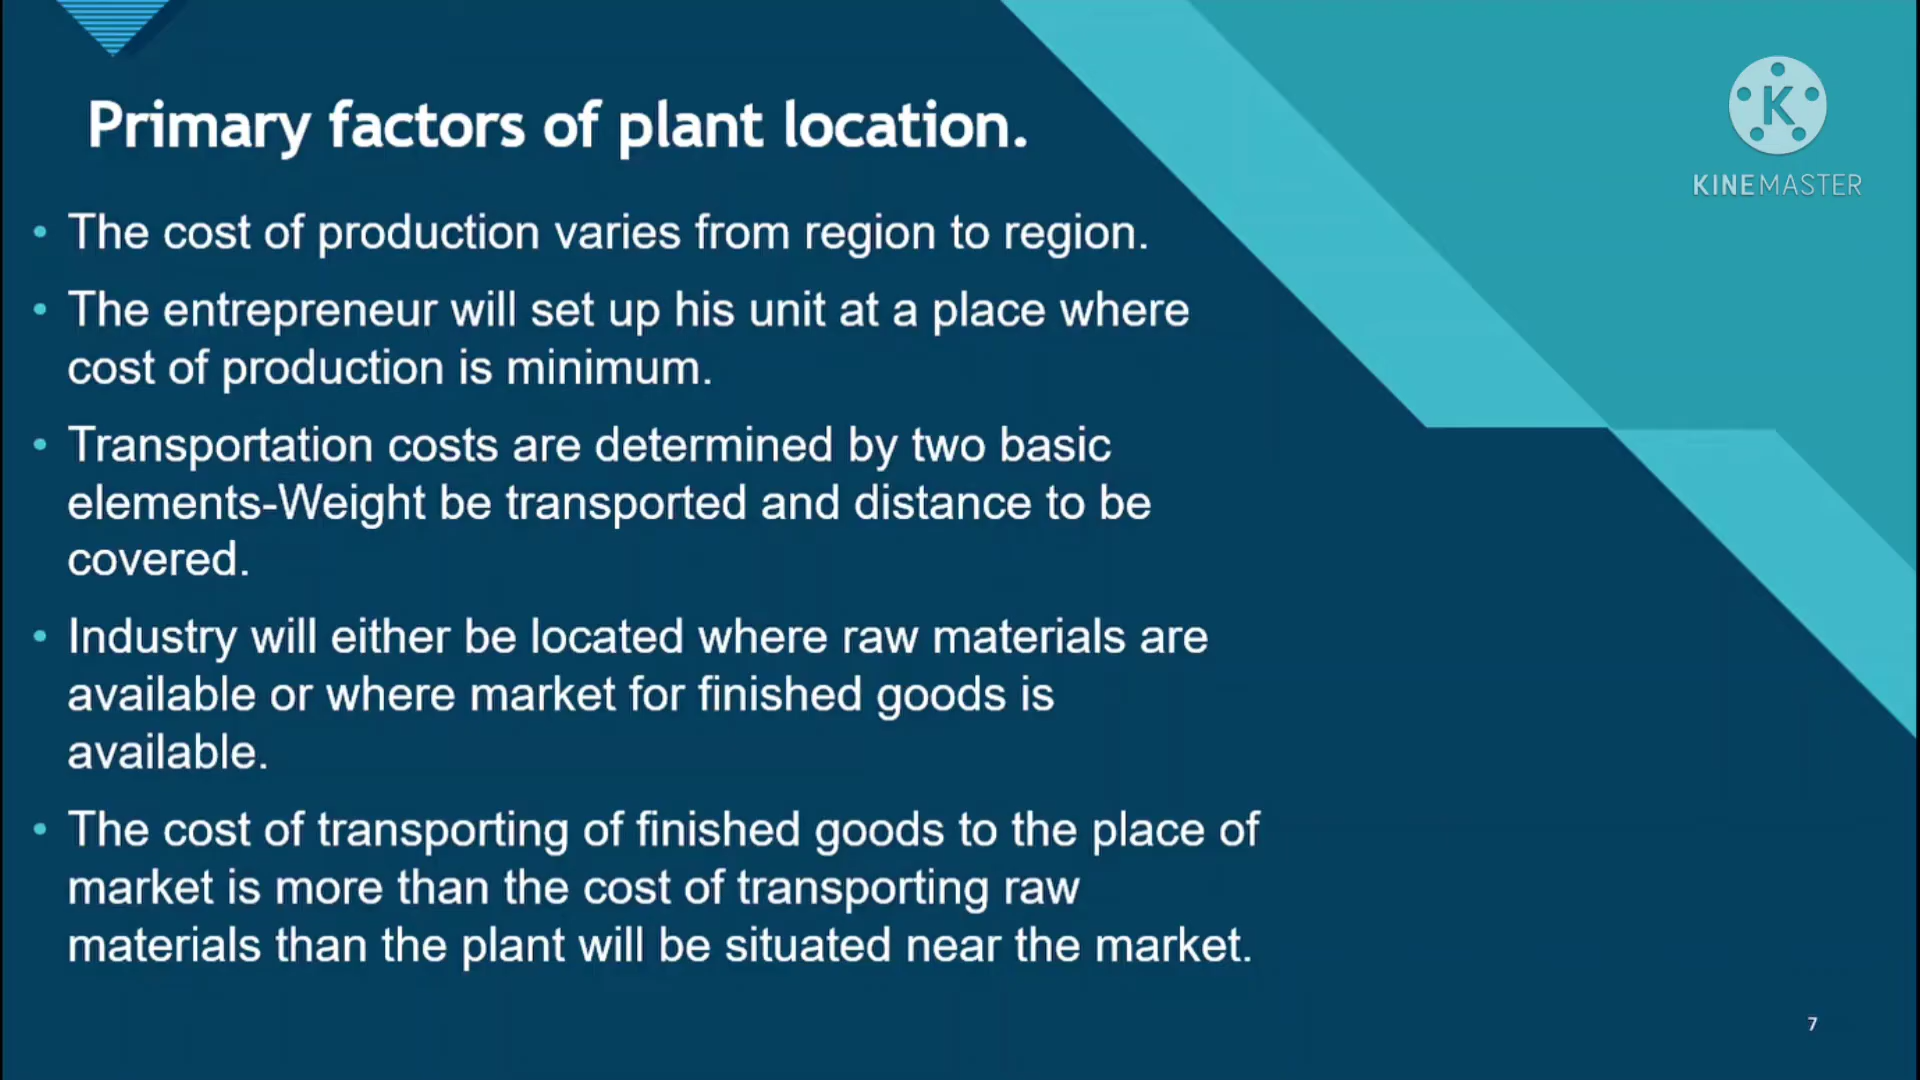 Primary factors of plant location.
K
KINEMASTER
• The cost of production varies from region to region.
• The entrepreneur will set up his unit at a place where
cost of production is minimum.
• Transportation costs are determined by two basic
elements-Weight be transported and distance to be
covered.
• Industry will either be located where raw materials are
available or where market for finished goods is
available.
• The cost of transporting of finished goods to the place of
market is more than the cost of transporting raw
materials than the plant will be situated near the market.
7